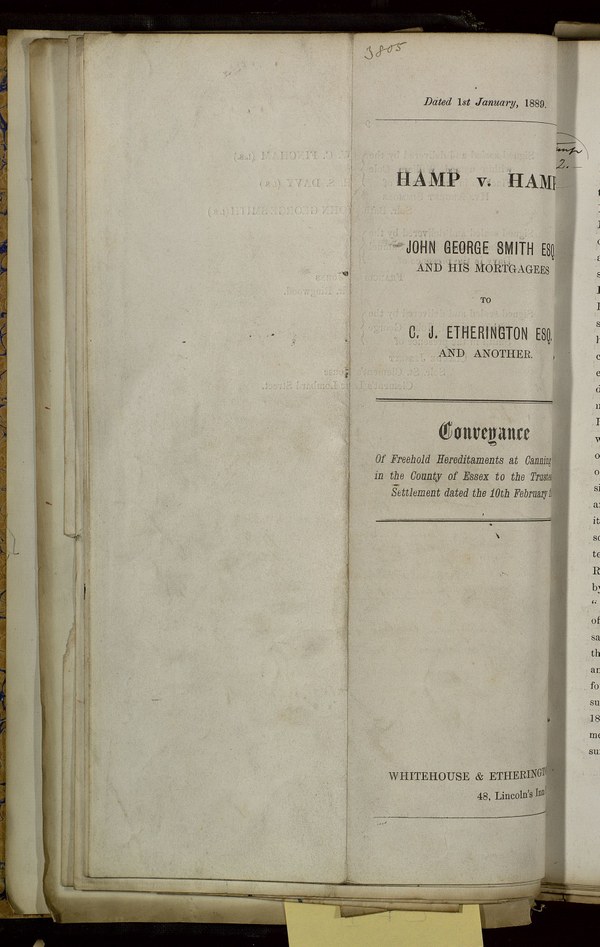 3805
Dated 1st January, 1889.
HAMP v. HAMP
JOHN GEORGE SMITH ESQ
AND HIS MORTGAGEES
TO
C. J. ETHERINGTON ESQ.
AND ANOTHER.
Conveyance
Of Freehold Hereditaments at Canning
in the County of Essex to the Trustees
Settlement dated the 10th February
WHITEHOUSE & ETHERINGTON
48, Lincoln's Inn